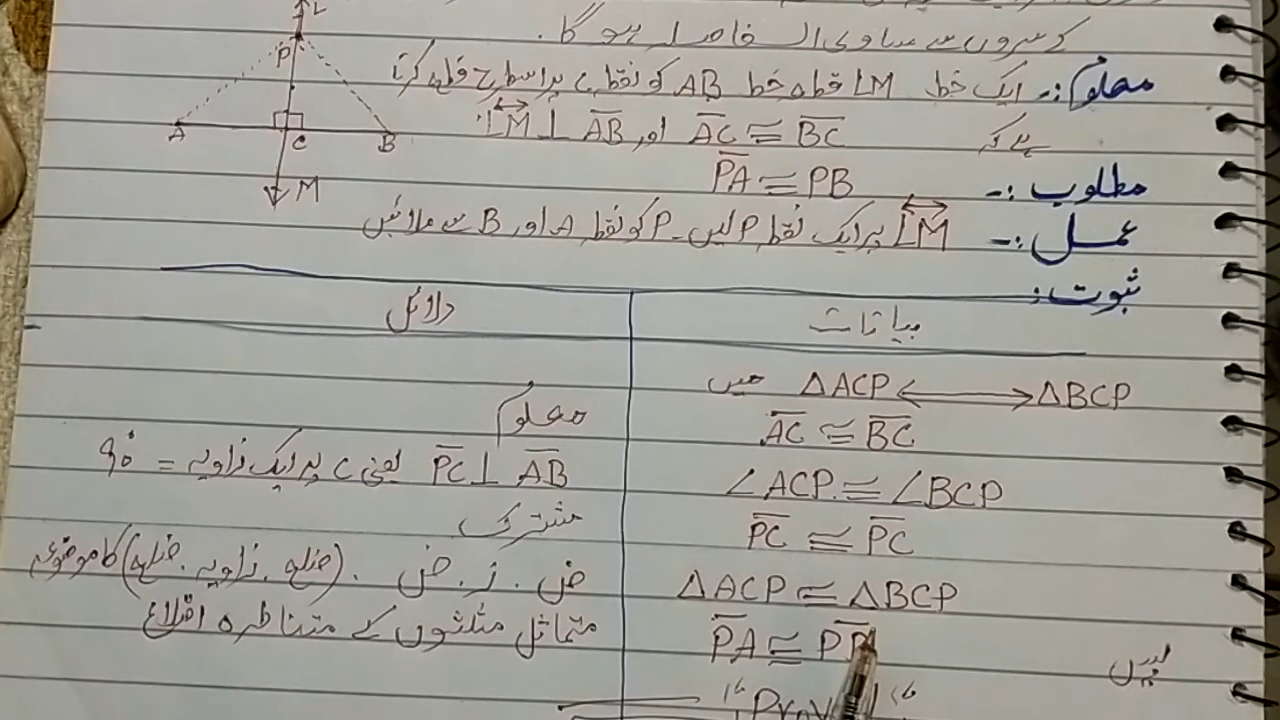 کے سروں سے مساوی الفاصلہ ہو گا۔
معلوم:۔ ایک خط LM قطعہ خط AB کو نقطہ C پر اسطرح قطع کرتا
ہے کہ AC ≅ BC اور LM ⊥ AB
مطلوب:۔ PA ≅ PB
عمل:۔ LM پر ایک نقطہ P لیں۔ P کو نقطہ A اور B سے ملائیں
ثبوت:
بیانات دلائل
ΔACP ⟷ ΔBCP میں
AC ≅ BC معلوم
∠ACP ≅ ∠BCP PC ⊥ AB یعنی C پر ایک زاویہ = 90°
PC ≅ PC مشترک
ΔACP ≅ ΔBCP ض. ز. ض. (ضلع. زاویہ. ضلع) کا موضوعہ
PA ≅ PB متماثل مثلثوں کے متناظرہ اضلاع
L
P
A C B
M